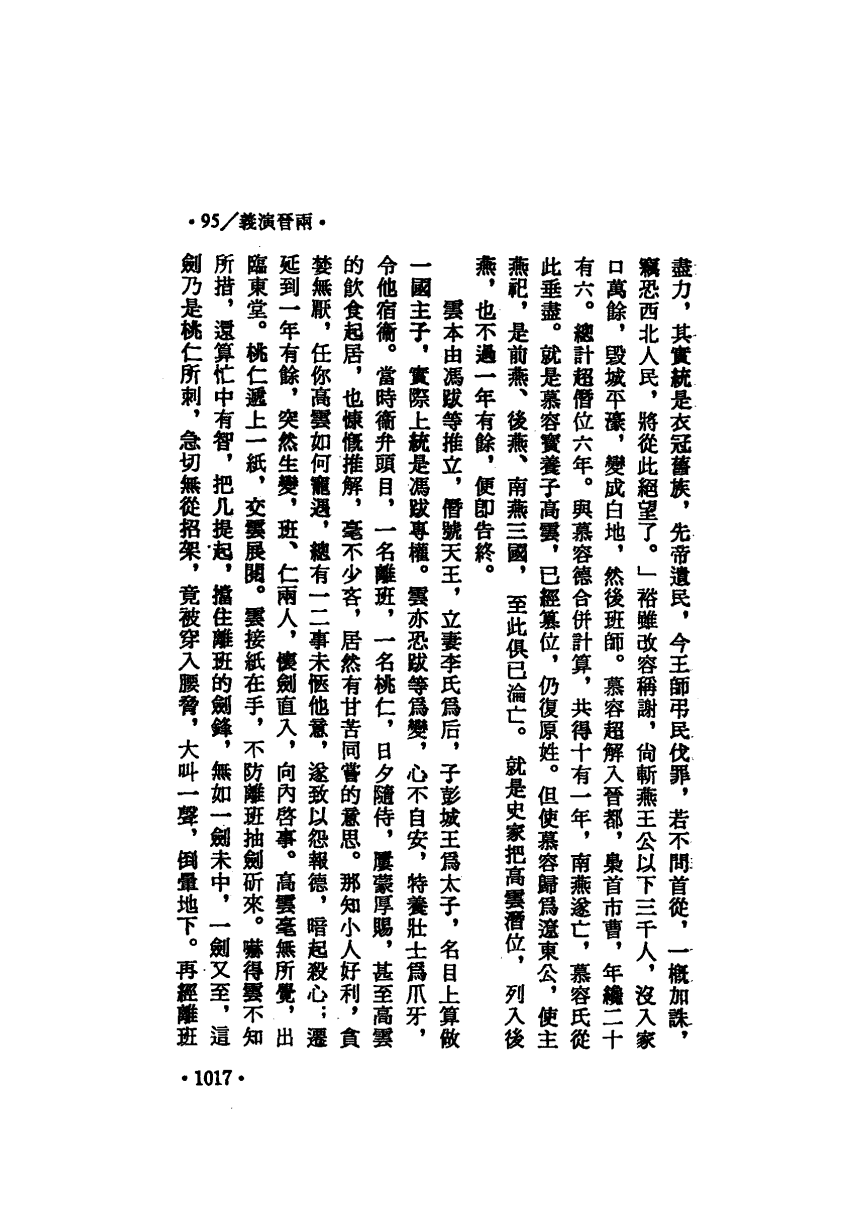 ·95/義演晉兩·
盡力，其實統是衣冠舊族，先帝遺民，今王師弔民伐罪，若不問首從，一概加誅，
竊恐西北人民，將從此絕望了。」裕雖改容稱謝，尚斬燕王公以下三千人，沒入家
口萬餘，毀城平濠，變成白地，然後班師。慕容超解入晉都，梟首市曹，年纔二十
有六。總計超僭位六年。與慕容德合併計算，共得十有一年，南燕遂亡，慕容氏從
此垂盡。就是慕容寶養子高雲，已經篡位，仍復原姓。但使慕容歸爲遼東公，使主
燕祀，是前燕、後燕、南燕三國，至此俱已淪亡。就是史家把高雲潛位，列入後
燕，也不過一年有餘，便卽告終。
雲本由馮跋等推立，僭號天王，立妻李氏爲后，子彭城王爲太子，名目上算做
一國主子，實際上統是馮跋專權。雲亦恐跋等爲變，心不自安，特養壯士爲爪牙，
令他宿衞。當時衞弁頭目，一名離班，一名桃仁，日夕隨侍，屢蒙厚賜，甚至高雲
的飲食起居，也慷慨推解，毫不少吝，居然有甘苦同嘗的意思。那知小人好利，貪
婪無厭，任你高雲如何寵遇，總有一二事未愜他意，遂致以怨報德，暗起殺心；遷
延到一年有餘，突然生變，班、仁兩人，懷劍直入，向內啓事。高雲毫無所覺，出
臨東堂。桃仁遞上一紙，交雲展閱。雲接紙在手，不防離班抽劍斫來。嚇得雲不知
所措，還算忙中有智，把几提起，擋住離班的劍鋒，無如一劍未中，一劍又至，這
劍乃是桃仁所刺，急切無從招架，竟被穿入腰脅，大叫一聲，倒暈地下。再經離班
·1017·